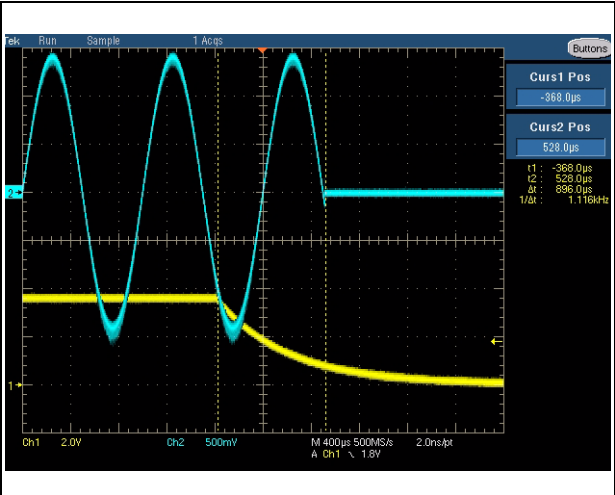 Tek Run Sample 1 Acqs
Buttons
Curs1 Pos
-368.0µs
Curs2 Pos
528.0µs
t1 : -368.0µs
t2 : 528.0µs
Δt : 896.0µs
1/Δt : 1.116kHz
2
1
Ch1 2.0V Ch2 500mV M 400µs 500MS/s 2.0ns/pt
A Ch1 \ 1.8V